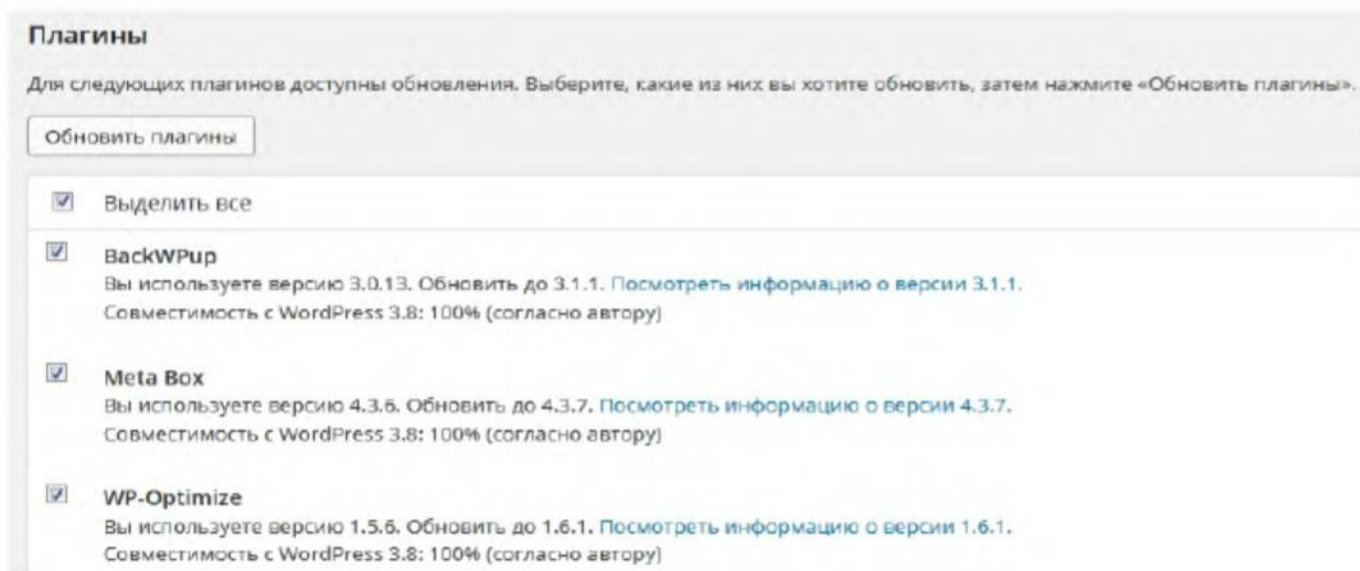 Плагины
Для следующих плагинов доступны обновления. Выберите, какие из них вы хотите обновить, затем нажмите «Обновить плагины».
Обновить плагины
Выделить все
BackWPup
Вы используете версию 3.0.13. Обновить до 3.1.1. Посмотреть информацию о версии 3.1.1.
Совместимость с WordPress 3.8: 100% (согласно автору)
Meta Box
Вы используете версию 4.3.6. Обновить до 4.3.7. Посмотреть информацию о версии 4.3.7.
Совместимость с WordPress 3.8: 100% (согласно автору)
WP-Optimize
Вы используете версию 1.5.6. Обновить до 1.6.1. Посмотреть информацию о версии 1.6.1.
Совместимость с WordPress 3.8: 100% (согласно автору)